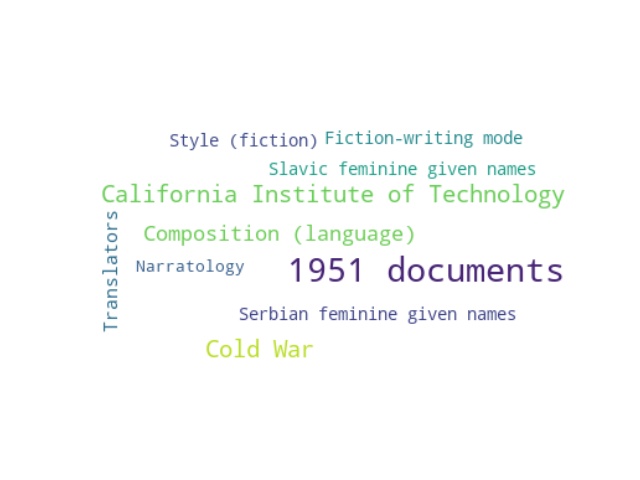 Style (fiction) Fiction-writing mode
Slavic feminine given names
California Institute of Technology
Translators
Composition (language)
Narratology 1951 documents
Serbian feminine given names
Cold War